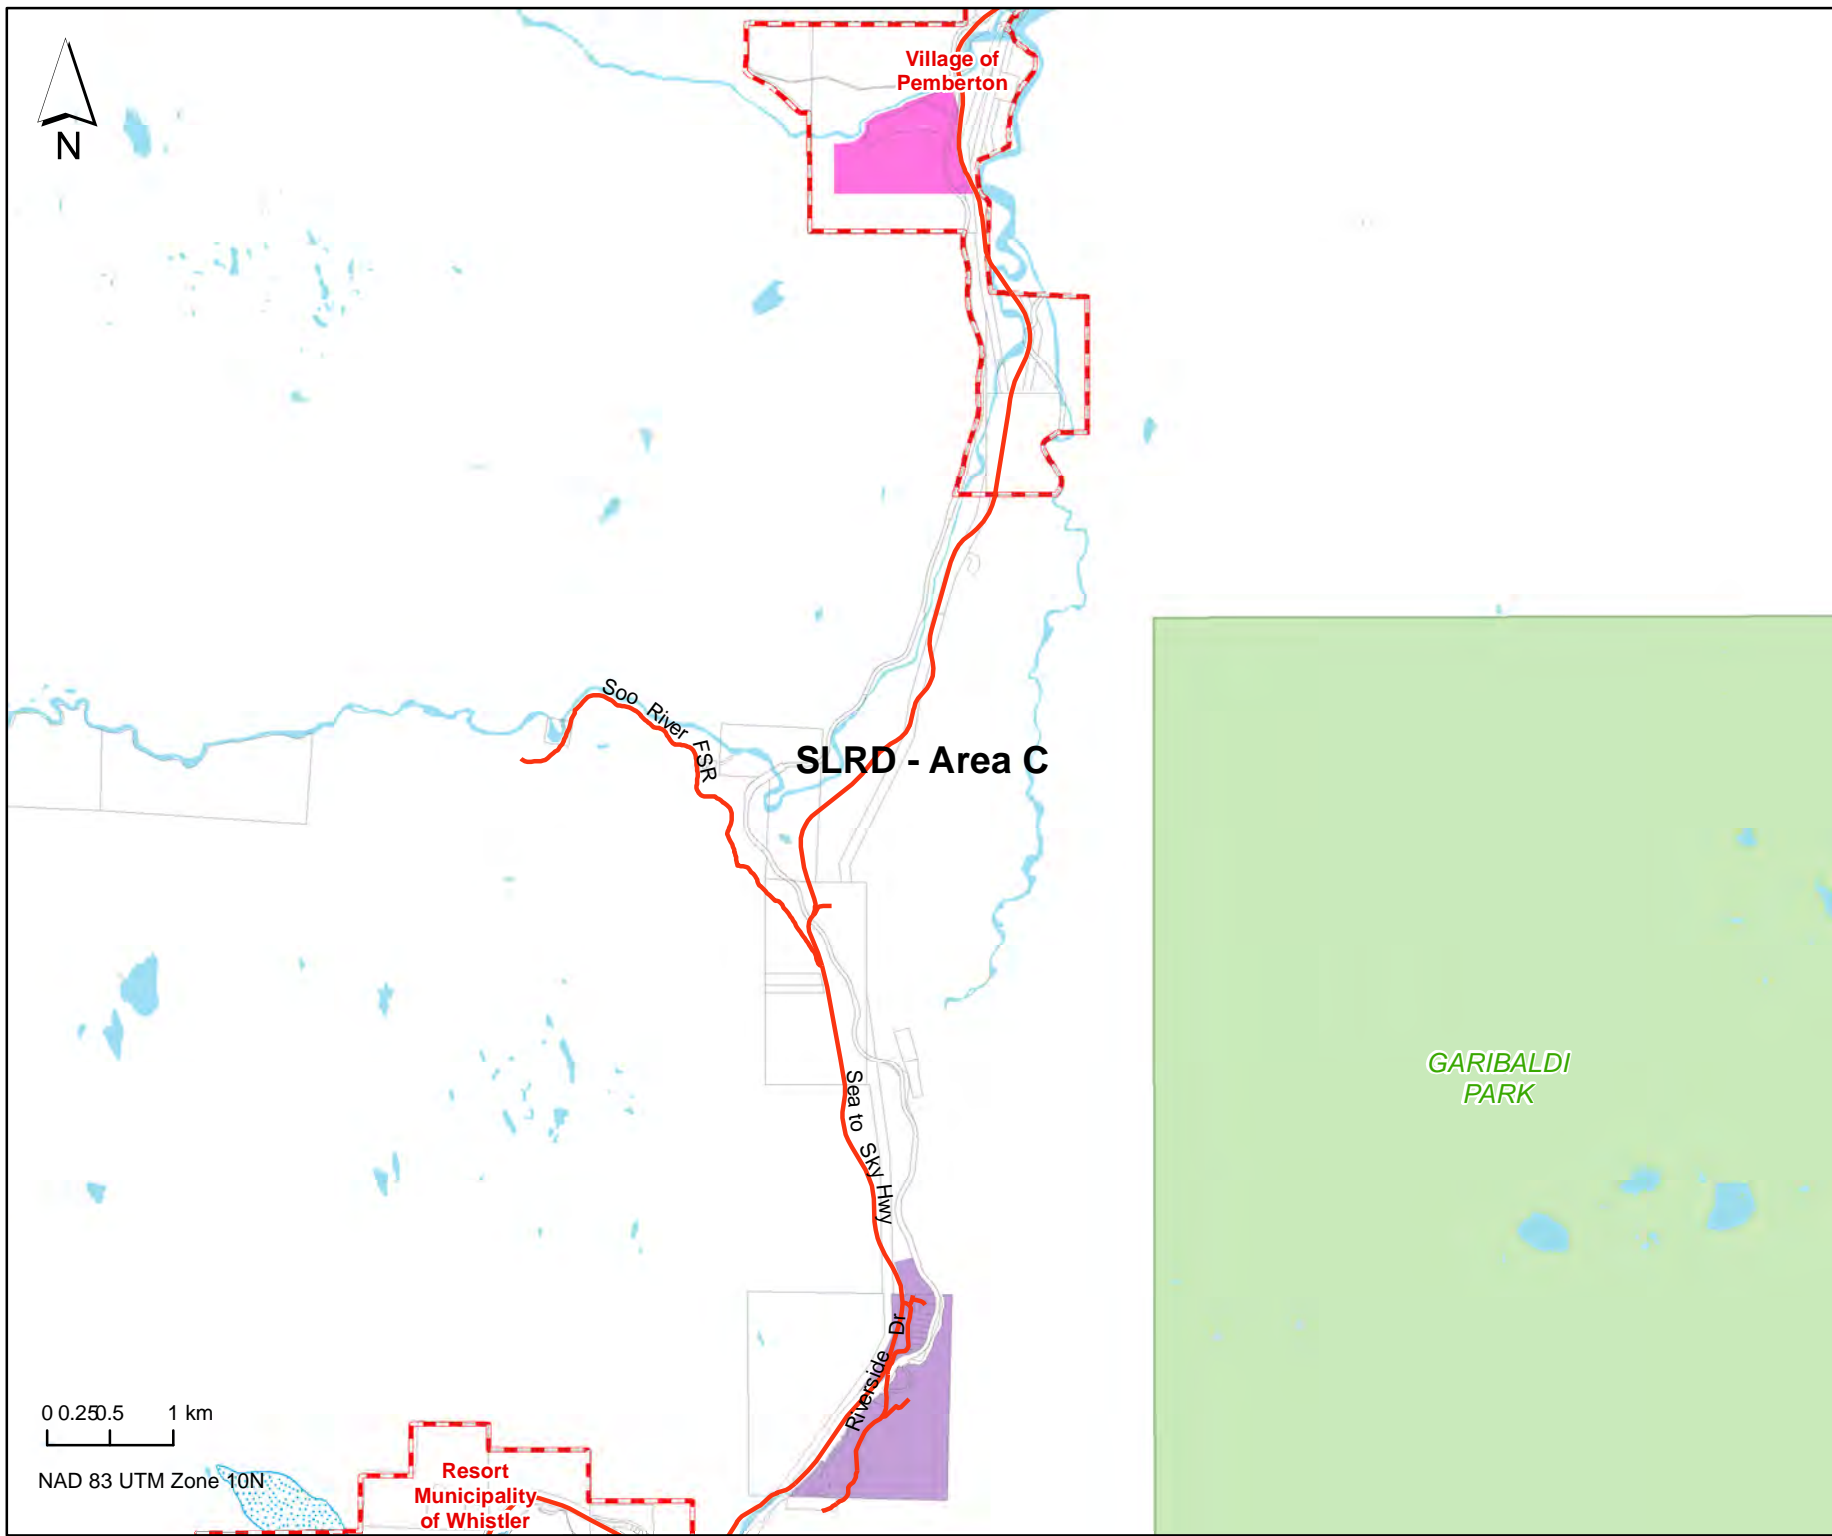 Village of
Pemberton
N
Soo River FSR
SLRD - Area C
GARIBALDI
PARK
Sea to Sky Hwy
Riverside Dr
0 0.25 0.5 1 km
NAD 83 UTM Zone 10N
Resort
Municipality
of Whistler